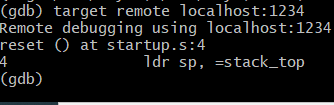 (gdb) target remote localhost:1234
Remote debugging using localhost:1234
reset () at startup.s:4
4               ldr sp, =stack_top
(gdb)